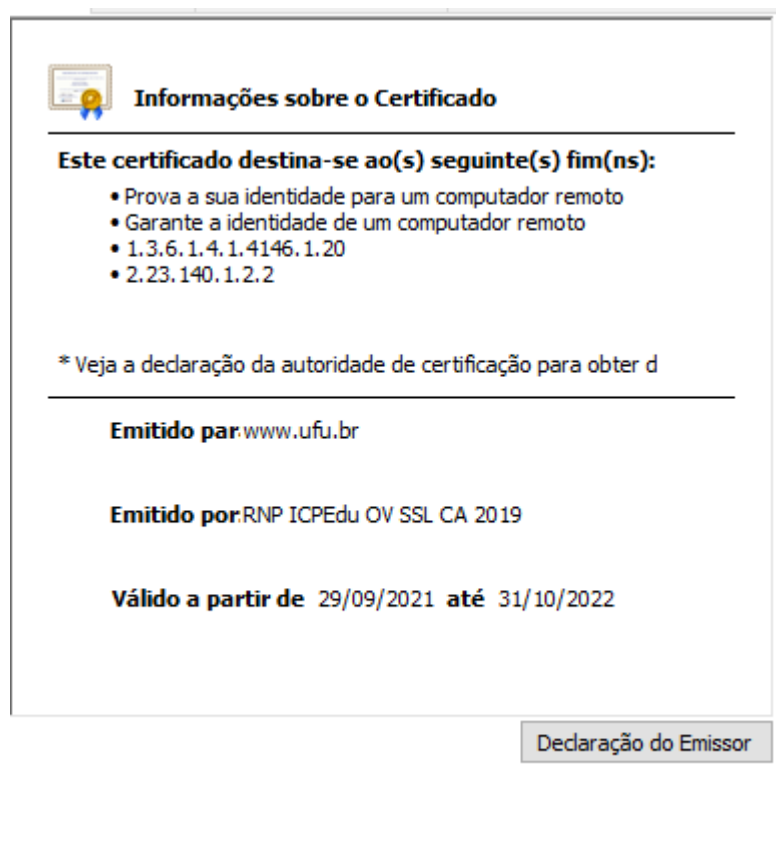 Informações sobre o Certificado
Este certificado destina-se ao(s) seguinte(s) fim(ns):
• Prova a sua identidade para um computador remoto
• Garante a identidade de um computador remoto
• 1.3.6.1.4.1.4146.1.20
• 2.23.140.1.2.2
* Veja a declaração da autoridade de certificação para obter d
Emitido par www.ufu.br
Emitido por RNP ICPEdu OV SSL CA 2019
Válido a partir de 29/09/2021 até 31/10/2022
Declaração do Emissor